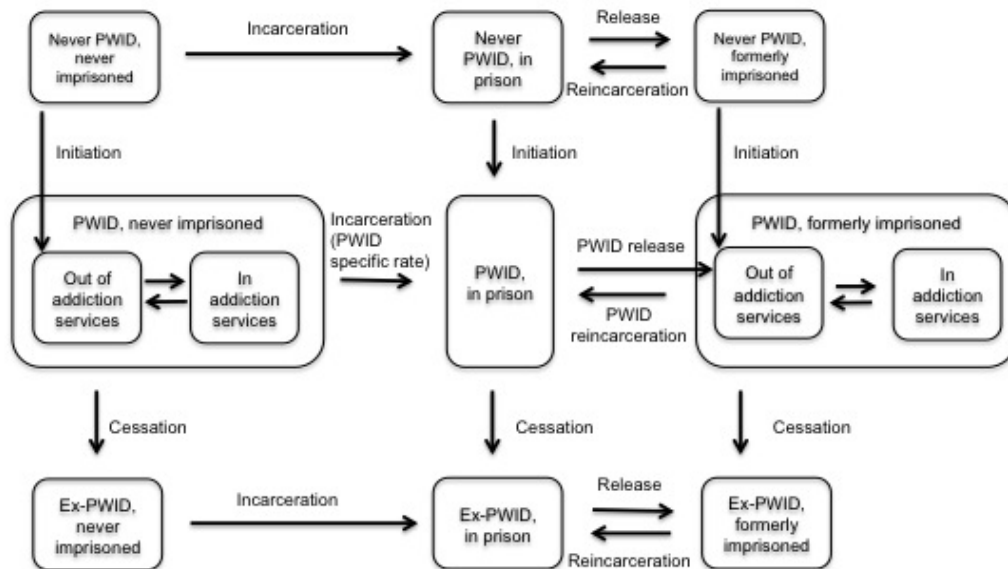 Never PWID,
never
imprisoned
Incarceration
Never
PWID, in
prison
Release
Reincarceration
Never PWID,
formerly
imprisoned
Initiation
Initiation
Initiation
PWID, never imprisoned
Out of
addiction
services
In
addiction
services
Incarceration
(PWID
specific rate)
PWID,
in prison
PWID release
PWID
reincarceration
PWID, formerly imprisoned
Out of
addiction
services
In
addiction
services
Cessation
Cessation
Cessation
Ex-PWID,
never
imprisoned
Incarceration
Ex-PWID,
in prison
Release
Reincarceration
Ex-PWID,
formerly
imprisoned